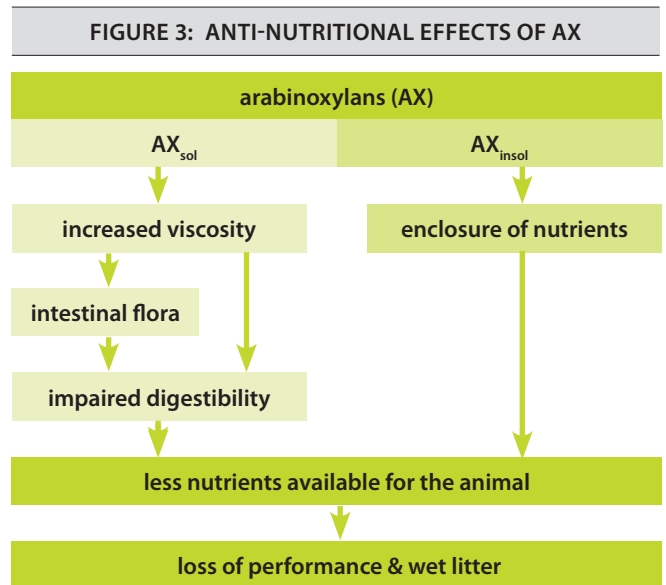 FIGURE 3: ANTI-NUTRITIONAL EFFECTS OF AX
arabinoxylans (AX)
AXsol
AXinsol
increased viscosity
enclosure of nutrients
intestinal flora
impaired digestibility
less nutrients available for the animal
loss of performance & wet litter